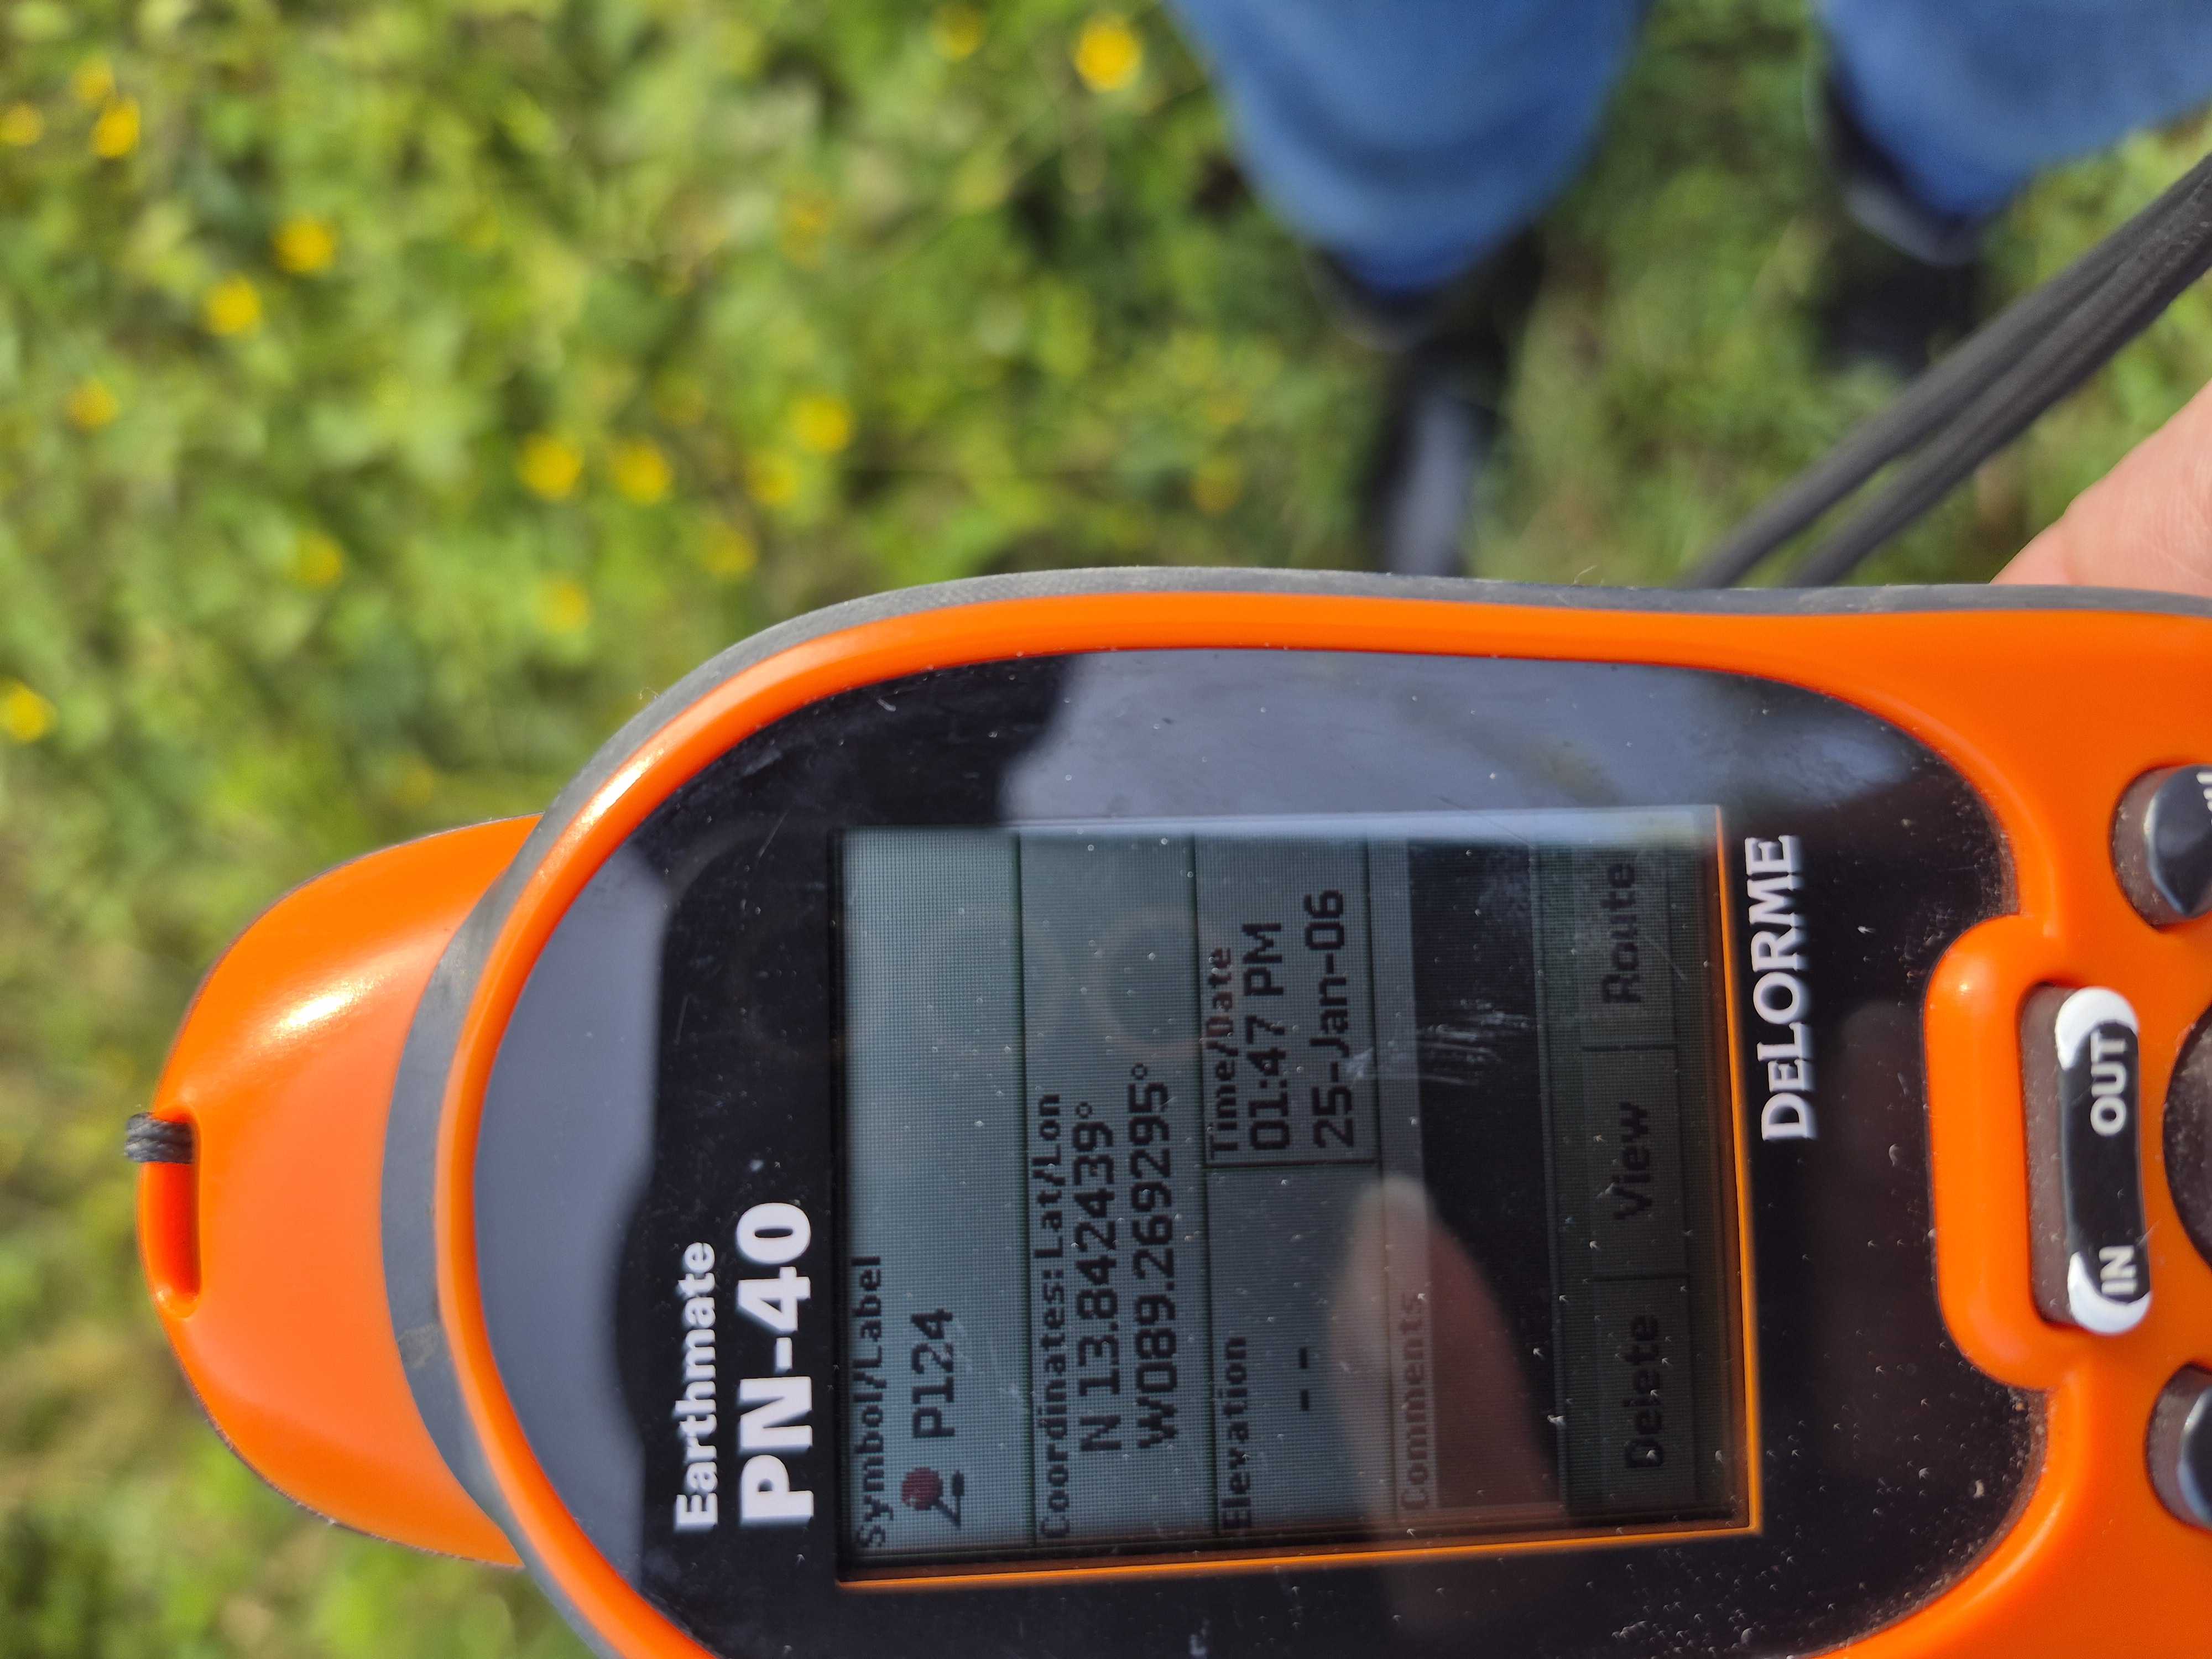 Earthmate
PN-40
Symbol/Label
P124
Coordinates: Lat/Lon
N 13.842439°
W089.269295°
Elevation
- -
Time/Date
01:47 PM
25-Jan-06
Comments
Delete View Route
DELORME
IN OUT